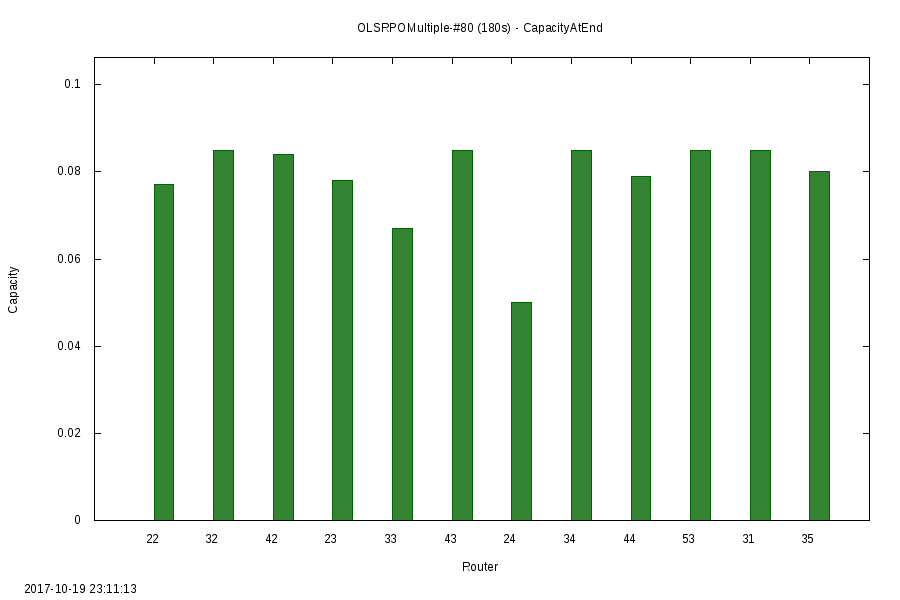 OLSRPOMultiple-#80 (180s) - CapacityAtEnd
0.1
0.08
0.06
0.04
0.02
0
Capacity
22 32 42 23 33 43 24 34 44 53 31 35
Router
2017-10-19 23:11:13